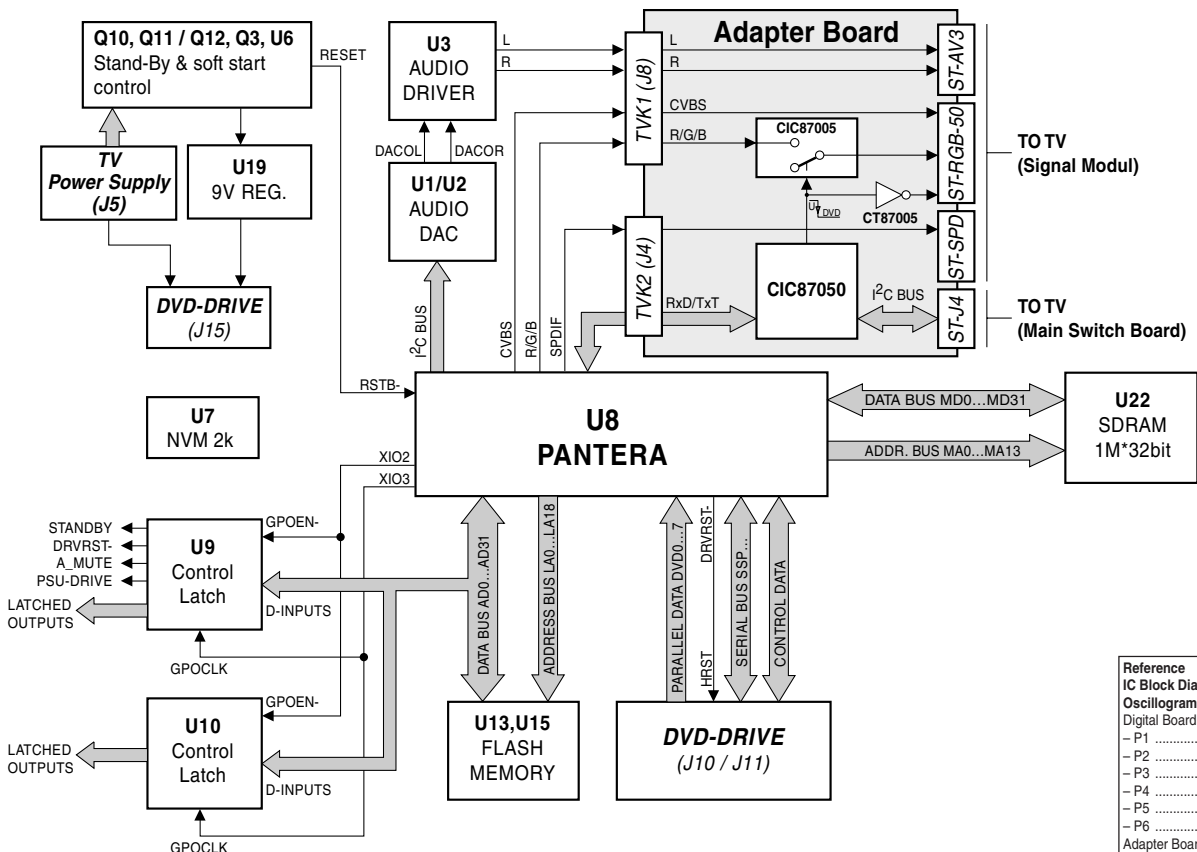 Q10, Q11 / Q12, Q3, U6
Stand-By & soft start
control
RESET
TV
Power Supply
(J5)
U19
9V REG.
DVD-DRIVE
(J15)
U3
AUDIO
DRIVER
L
R
DACOL
DACOR
U1/U2
AUDIO
DAC
I2C BUS
CVBS
R/G/B
SPDIF
Adapter Board
TVK1 (J8)
L
R
CVBS
R/G/B
CIC87005
CT87005
U DVD
TVK2 (J4)
RxD/TxT
CIC87050
I2C BUS
ST-AV3
ST-RGB-50
ST-SPD
ST-J4
TO TV
(Signal Modul)
TO TV
(Main Switch Board)
RSTB-
U7
NVM 2k
XIO2
XIO3
U8
PANTERA
DATA BUS MD0...MD31
ADDR. BUS MA0...MA13
U22
SDRAM
1M*32bit
STANDBY
DRVRST-
A_MUTE
PSU-DRIVE
LATCHED
OUTPUTS
U9
Control
Latch
GPOEN-
D-INPUTS
GPOCLK
LATCHED
OUTPUTS
U10
Control
Latch
GPOEN-
D-INPUTS
GPOCLK
DATA BUS AD0...AD31
ADDRESS BUS LA0...LA18
U13,U15
FLASH
MEMORY
PARALLEL DATA DVD0...7
DRVRST-
HRST
SERIAL BUS SSP...
CONTROL DATA
DVD-DRIVE
(J10 / J11)
Reference
IC Block Dia
Oscillogram
Digital Board
– P1 ............
– P2 ............
– P3 ............
– P4 ............
– P5 ............
– P6 ............
Adapter Boar